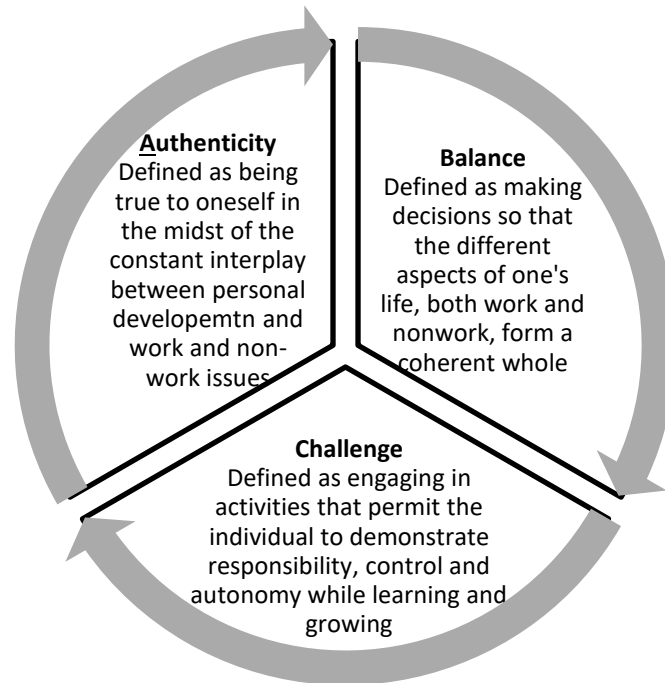 Authenticity
Defined as being
true to oneself in
the midst of the
constant interplay
between personal
developemtn and
work and non-
work issues
Balance
Defined as making
decisions so that
the different
aspects of one's
life, both work and
nonwork, form a
coherent whole
Challenge
Defined as engaging in
activities that permit the
individual to demonstrate
responsibility, control and
autonomy while learning and
growing